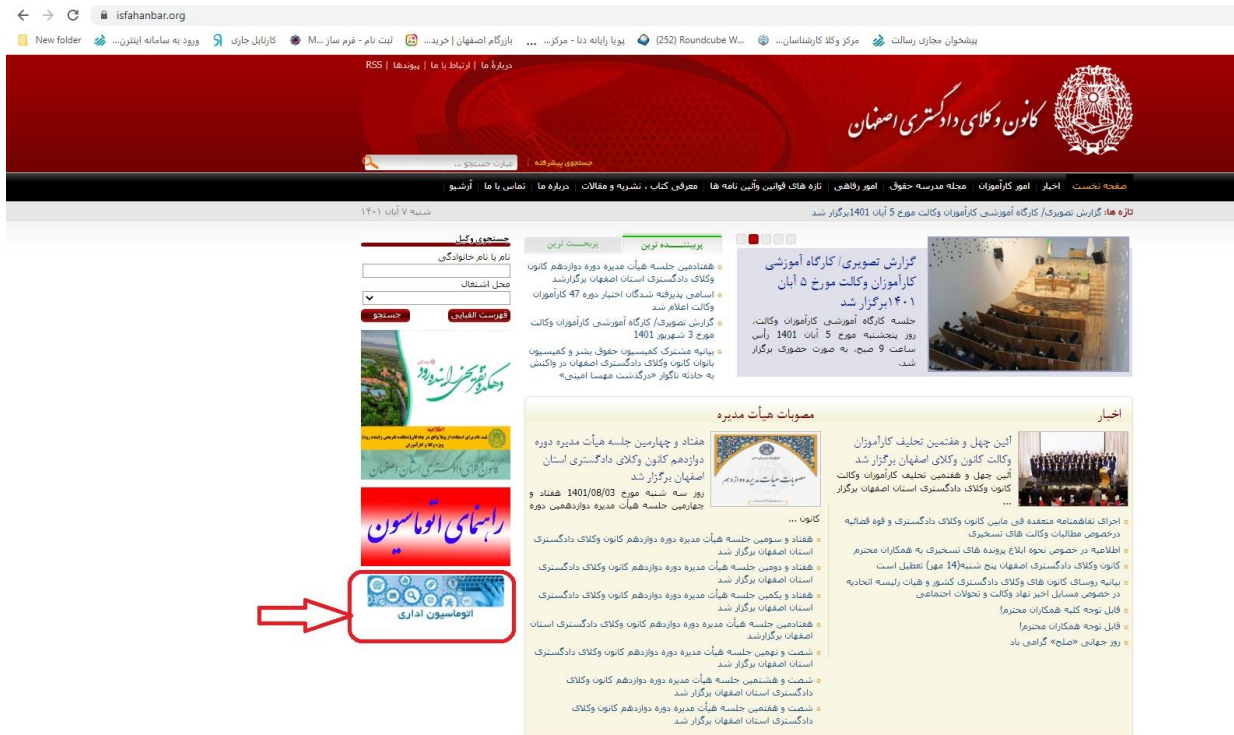 isfahanbar.org
New folder
ورود به سامانه اینترن...
کارتابل جاری
ثبت نام - فرم ساز M...
بازرگام اصفهان | خرید...
پویا رایانه دنا - مرکز...
(252) Roundcube W...
مرکز وکلا کارشناسان...
پیشخوان مجازی رسالت
دربارهٔ ما | ارتباط با ما | پیوندها | RSS
کانون وکلای دادگستری اصفهان
جستجوی پیشرفته
عبارت جستجو ...
صفحه نخست | اخبار | امور کارآموزان | مجله مدرسه حقوق | امور رفاهی | تازه های قوانین وآئین نامه ها | معرفی کتاب ، نشریه و مقالات | درباره ما | تماس با ما | آرشیو
تازه ها: گزارش تصویری/ کارگاه آموزشی کارآموزان وکالت مورخ 5 آبان 1401برگزار شد
شنبه ۷ آبان ۱۴۰۱
گزارش تصویری/ کارگاه آموزشی
کارآموزان وکالت مورخ ۵ آبان
۱۴۰۱برگزار شد
جلسه کارگاه آموزشی کارآموزان وکالت،
روز پنجشنبه مورخ 5 آبان 1401 رأس
ساعت 9 صبح، به صورت حضوری برگزار
شد.
پربیننـــــده ترین
پربحــــث ترین
هفتادمین جلسه هیأت مدیره دوره دوازدهم کانون
وکلای دادگستری استان اصفهان برگزارشد
اسامی پذیرفته شدگان اختبار دوره 47 کارآموزان
وکالت اعلام شد
گزارش تصویری/ کارگاه آموزشی کارآموزان وکالت
مورخ 3 شهریور 1401
بیانیه مشترک کمیسیون حقوق بشر و کمیسیون
بانوان کانون وکلای دادگستری اصفهان در واکنش
به حادثه ناگوار «درگذشت مهسا امینی»
جستجوی وکیل
نام یا نام خانوادگی
محل اشتغال
فهرست الفبایی
جستجو
دهکده تفریحی زاینده رود
اطلاعیه
کانون وکلای دادگستری استان اصفهان
راهنمای اتوماسیون
اتوماسیون اداری
اخبار
آئین چهل و هفتمین تحلیف کارآموزان
وکالت کانون وکلای اصفهان برگزار شد
آئین چهل و هفتمین تحلیف کارآموزان وکالت
کانون وکلای دادگستری استان اصفهان برگزار
...
اجرای تفاهمنامه منعقده فی مابین کانون وکلای دادگستری و قوه قضائیه
درخصوص مطالبات وکالت های تسخیری
اطلاعیه در خصوص نحوه ابلاغ پرونده های تسخیری به همکاران محترم
کانون وکلای دادگستری اصفهان پنج شنبه(14 مهر) تعطیل است
بیانیه روسای کانون های وکلای دادگستری کشور و هیات رئیسه اتحادیه
در خصوص مسایل اخیر نهاد وکالت و تحولات اجتماعی
قابل توجه کلیه همکاران محترم!
قابل توجه همکاران محترم!
روز جهانی «صلح» گرامی باد
مصوبات هیأت مدیره
مصوبات هیأت مدیره دوازدهم
هفتاد و چهارمین جلسه هیأت مدیره دوره
دوازدهم کانون وکلای دادگستری استان
اصفهان برگزار شد
روز سه شنبه مورخ 1401/08/03 هفتاد و
چهارمین جلسه هیأت مدیره دوازدهمین دوره
کانون ...
هفتاد و سومین جلسه هیأت مدیره دوره دوازدهم کانون وکلای دادگستری
استان اصفهان برگزار شد
هفتاد و دومین جلسه هیأت مدیره دوره دوازدهم کانون وکلای دادگستری
استان اصفهان برگزار شد
هفتاد و یکمین جلسه هیأت مدیره دوره دوازدهم کانون وکلای دادگستری
استان اصفهان برگزار شد
هفتادمین جلسه هیأت مدیره دوره دوازدهم کانون وکلای دادگستری استان
اصفهان برگزارشد
شصت و نهمین جلسه هیأت مدیره دوره دوازدهم کانون وکلای دادگستری
استان اصفهان برگزار شد
شصت و هشتمین جلسه هیأت مدیره دوره دوازدهم کانون وکلای
دادگستری استان اصفهان برگزار شد
شصت و هفتمین جلسه هیأت مدیره دوره دوازدهم کانون وکلای
دادگستری استان اصفهان برگزار شد